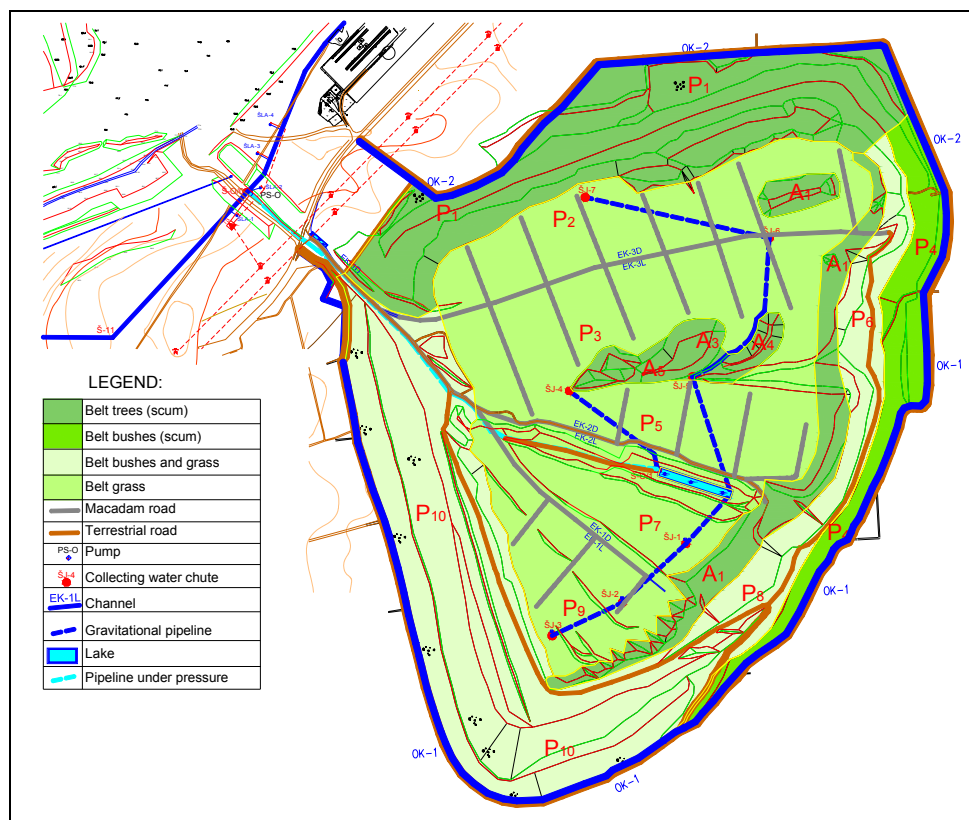 OK-2
P1
OK-2
ŠLA-4
ŠLA-3
PS-O
OK-2
P1
ŠJ-7
P2
A1
ŠJ-6
P4
EK-3D
EK-3L
A1
P6
Š-11
P3
A3
A4
A5
ŠJ-4
OK-1
LEGEND:
Belt trees (scum)
Belt bushes (scum)
Belt bushes and grass
Belt grass
Macadam road
Terrestrial road
PS-O Pump
ŠJ-4 Collecting water chute
EK-1L Channel
Gravitational pipeline
Lake
Pipeline under pressure
P5
EK-2D
EK-2L
P10
P7
EK-1D
EK-1L
ŠJ-1
P
A1
OK-1
P8
ŠJ-2
P9
ŠJ-3
P10
OK-1
OK-1